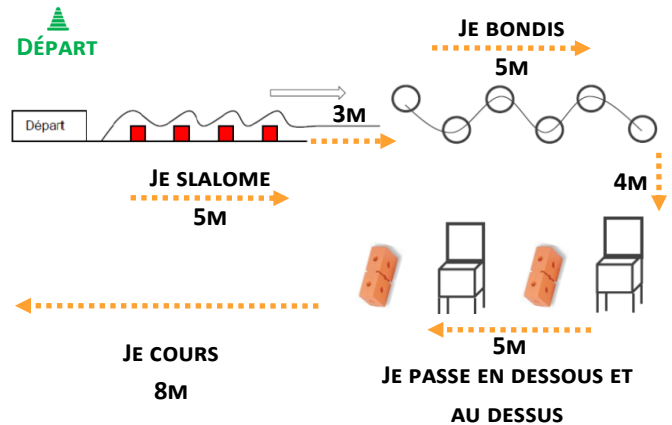 DÉPART
JE BONDIS
5M
Départ
3M
JE SLALOME
5M
4M
5M
JE COURS
8M
JE PASSE EN DESSOUS ET
AU DESSUS